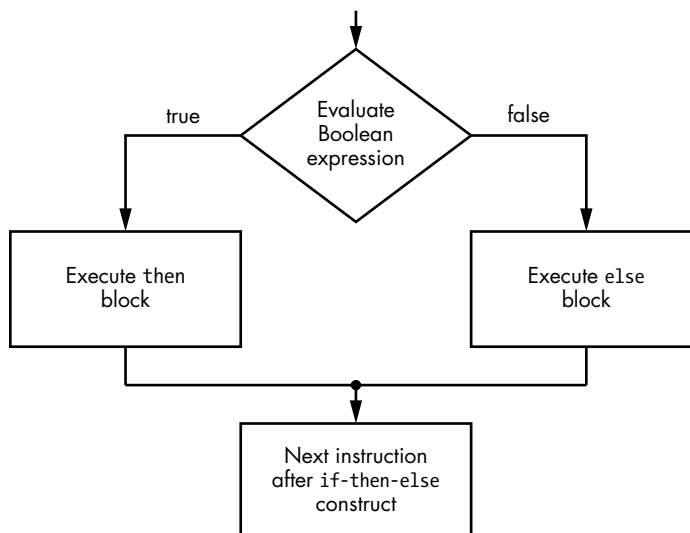 Evaluate
Boolean
expression
true
false
Execute then
block
Execute else
block
Next instruction
after if-then-else
construct